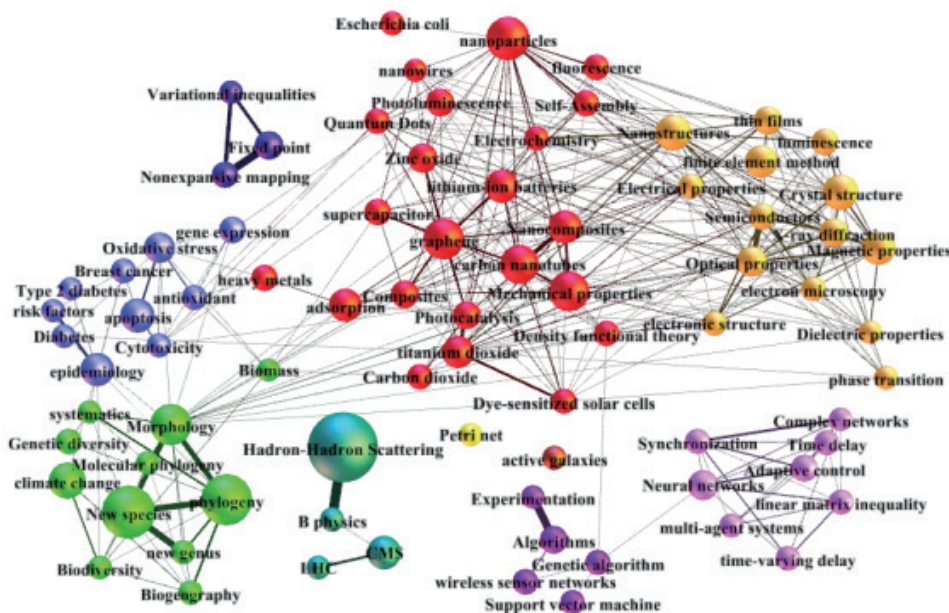 Escherichia coli
nanoparticles
nanowires
fluorescence
Variational inequalities
Photoluminescence
Self-Assembly
Quantum Dots
Electrochemistry
Nanostructures
thin films
luminescence
Fixed point
Zinc oxide
finite element method
Nonexpansive mapping
lithium-ion batteries
Electrical properties
Crystal structure
supercapacitor
Semiconductors
gene expression
graphene
nanocomposites
x-ray diffraction
Oxidative stress
Magnetic properties
Breast cancer
heavy metals
carbon nanotubes
Optical properties
Type 2 diabetes
antioxidant
Composites
Mechanical properties
electron microscopy
risk factors
apoptosis
adsorption
Photocatalysis
electronic structure
Diabetes
Cytotoxicity
Density functional theory
Dielectric properties
titanium dioxide
epidemiology
Biomass
Carbon dioxide
phase transition
Dye-sensitized solar cells
systematics
Morphology
Complex networks
Genetic diversity
Hadron-Hadron Scattering
Petri net
Synchronization
Time delay
Molecular phylogeny
active galaxies
Adaptive control
climate change
Neural networks
phylogeny
Experimentation
linear matrix inequality
New species
B physics
multi-agent systems
new genus
Algorithms
Biodiversity
LHC
CMS
Genetic algorithm
time-varying delay
wireless sensor networks
Biogeography
Support vector machine